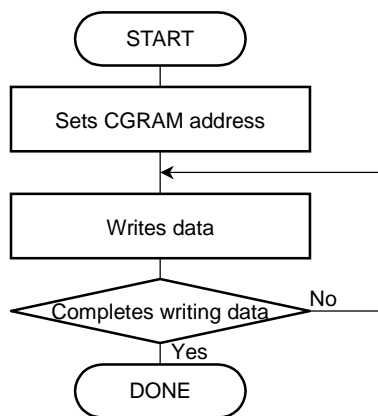 START
Sets CGRAM address
Writes data
Completes writing data
No
Yes
DONE